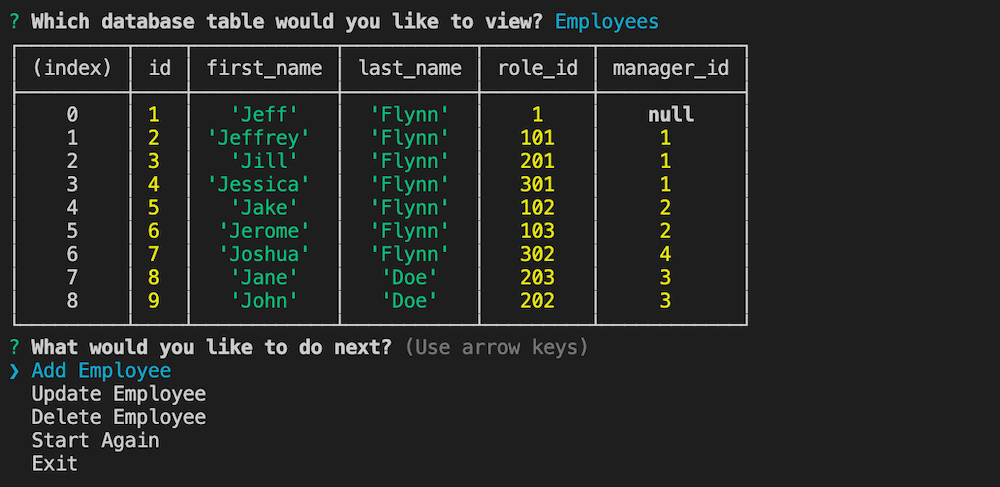 ? Which database table would you like to view? Employees
(index) id first_name last_name role_id manager_id
0 1 'Jeff' 'Flynn' 1 null
1 2 'Jeffrey' 'Flynn' 101 1
2 3 'Jill' 'Flynn' 201 1
3 4 'Jessica' 'Flynn' 301 1
4 5 'Jake' 'Flynn' 102 2
5 6 'Jerome' 'Flynn' 103 2
6 7 'Joshua' 'Flynn' 302 4
7 8 'Jane' 'Doe' 203 3
8 9 'John' 'Doe' 202 3
? What would you like to do next? (Use arrow keys)
❯ Add Employee
Update Employee
Delete Employee
Start Again
Exit